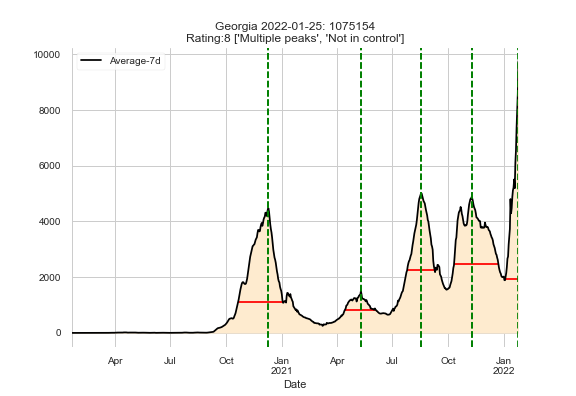 Georgia 2022-01-25: 1075154
Rating:8 ['Multiple peaks', 'Not in control']
Average-7d
10000
8000
6000
4000
2000
0
Apr
Jul
Oct
Jan
2021
Apr
Jul
Oct
Jan
2022
Date